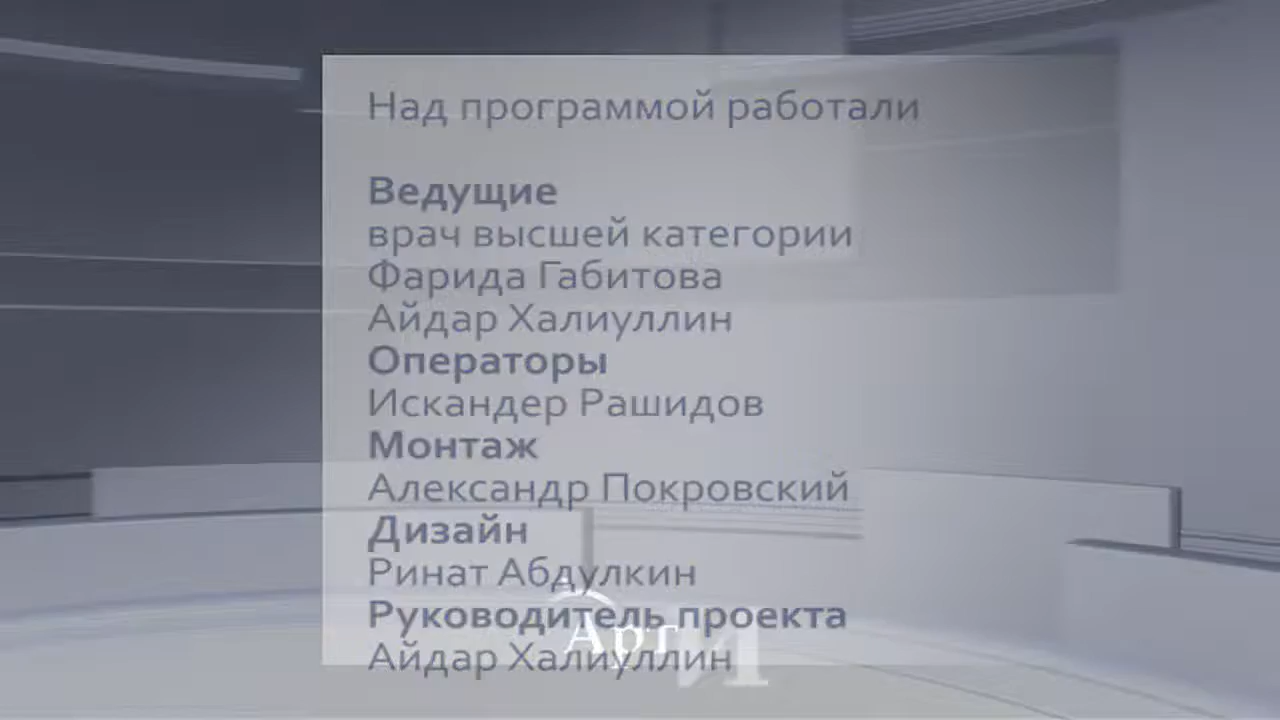 Над программой работали
Ведущие
врач высшей категории
Фарида Габитова
Айдар Халиуллин
Операторы
Искандер Рашидов
Монтаж
Александр Покровский
Дизайн
Ринат Абдулкин
Руководитель проекта
Айдар Халиуллин